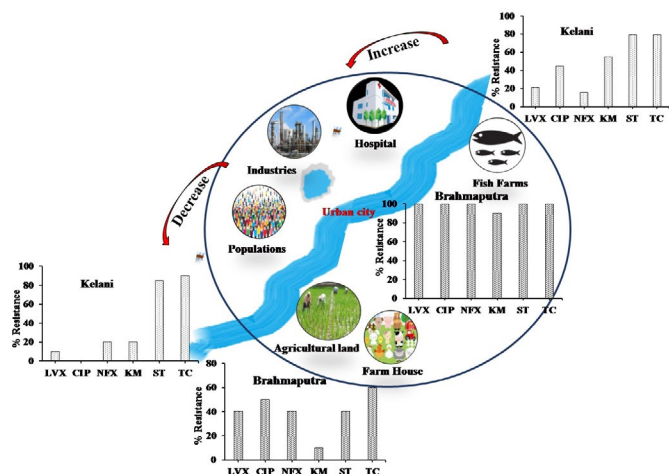 Kelani
Increase
% Resistance
100
80
60
40
20
0
LVX CIP NFX KM ST TC
Hospital
Industries
Fish Farms
Brahmaputra
Decrease
Populations
Urban city
% Resistance
100
80
60
40
20
0
LVX CIP NFX KM ST TC
Kelani
% Resistance
100
80
60
40
20
0
LVX CIP NFX KM ST TC
Agricultural land
Farm House
Brahmaputra
% Resistance
80
60
40
20
0
LVX CIP NFX KM ST TC